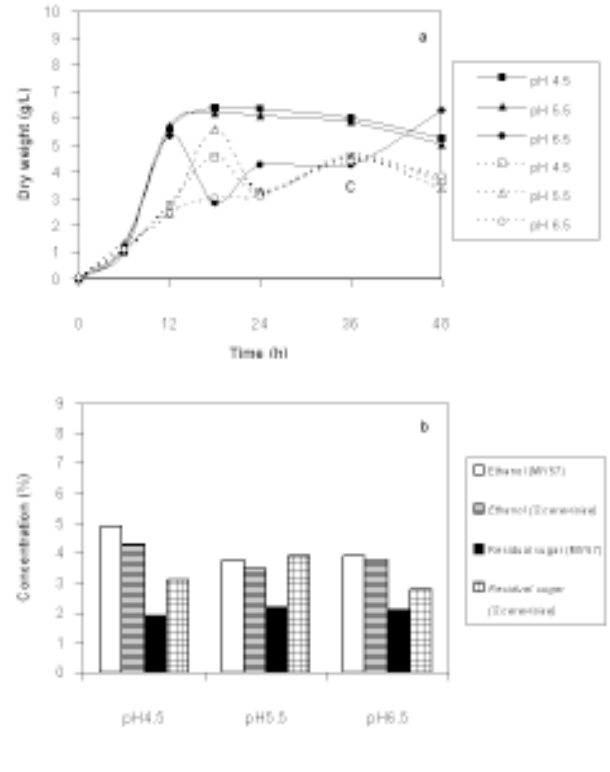 10
9
8
7
6
5
4
3
2
1
0
Dry weight (g/L)
a
C
0 12 24 36 48
Time (h)
pH 4.5
pH 5.5
pH 6.5
pH 4.5
pH 5.5
pH 6.5
9
8
7
6
5
4
3
2
1
0
Concentration (%)
b
pH4.5 pH5.5 pH6.5
Ethanol
Ethanol
Residual sugar
Residual sugar